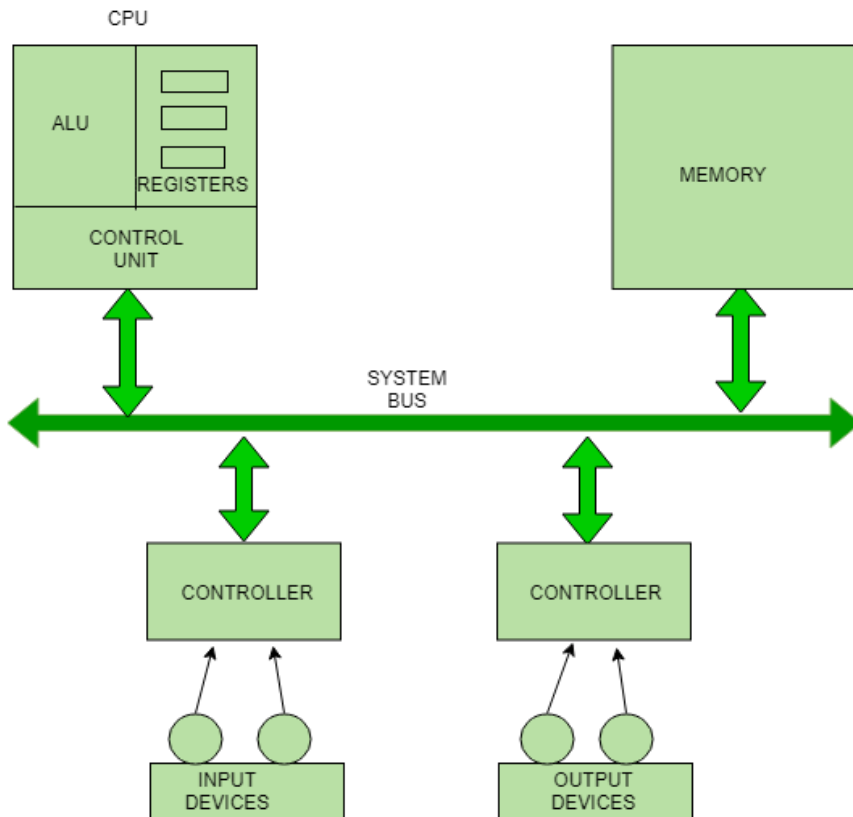 CPU
ALU
REGISTERS
CONTROL
UNIT
MEMORY
SYSTEM
BUS
CONTROLLER
CONTROLLER
INPUT
DEVICES
OUTPUT
DEVICES